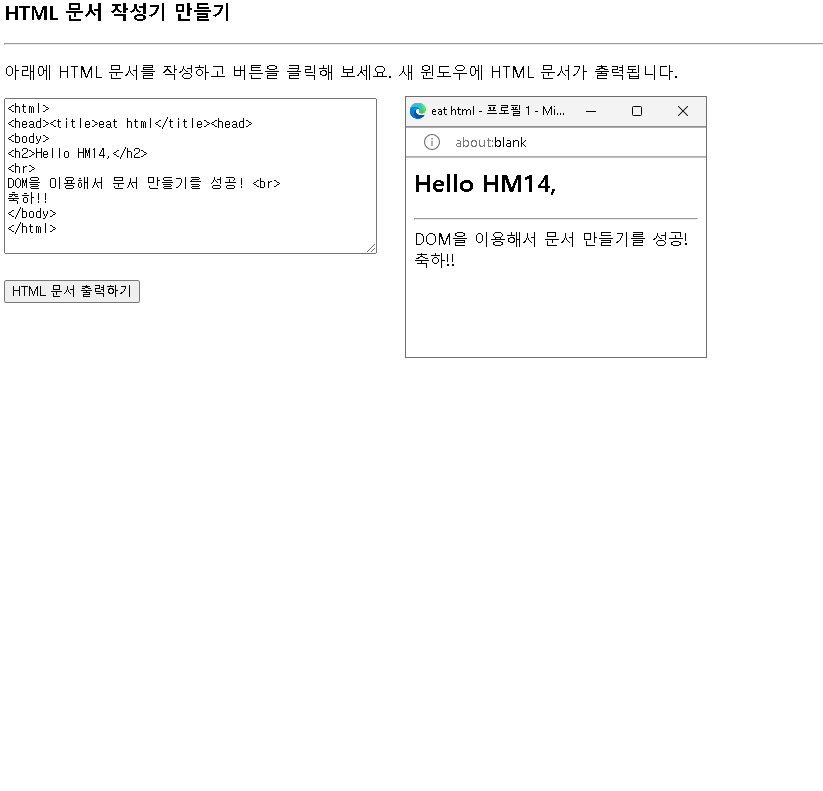 HTML 문서 작성기 만들기
아래에 HTML 문서를 작성하고 버튼을 클릭해 보세요. 새 윈도우에 HTML 문서가 출력됩니다.
<html>
<head><title>eat html</title><head>
<body>
<h2>Hello HM14,</h2>
<hr>
DOM을 이용해서 문서 만들기를 성공! <br>
축하!!
</body>
</html>
HTML 문서 출력하기
eat html - 프로필 1 - Mi...
about:blank
Hello HM14,
DOM을 이용해서 문서 만들기를 성공!
축하!!